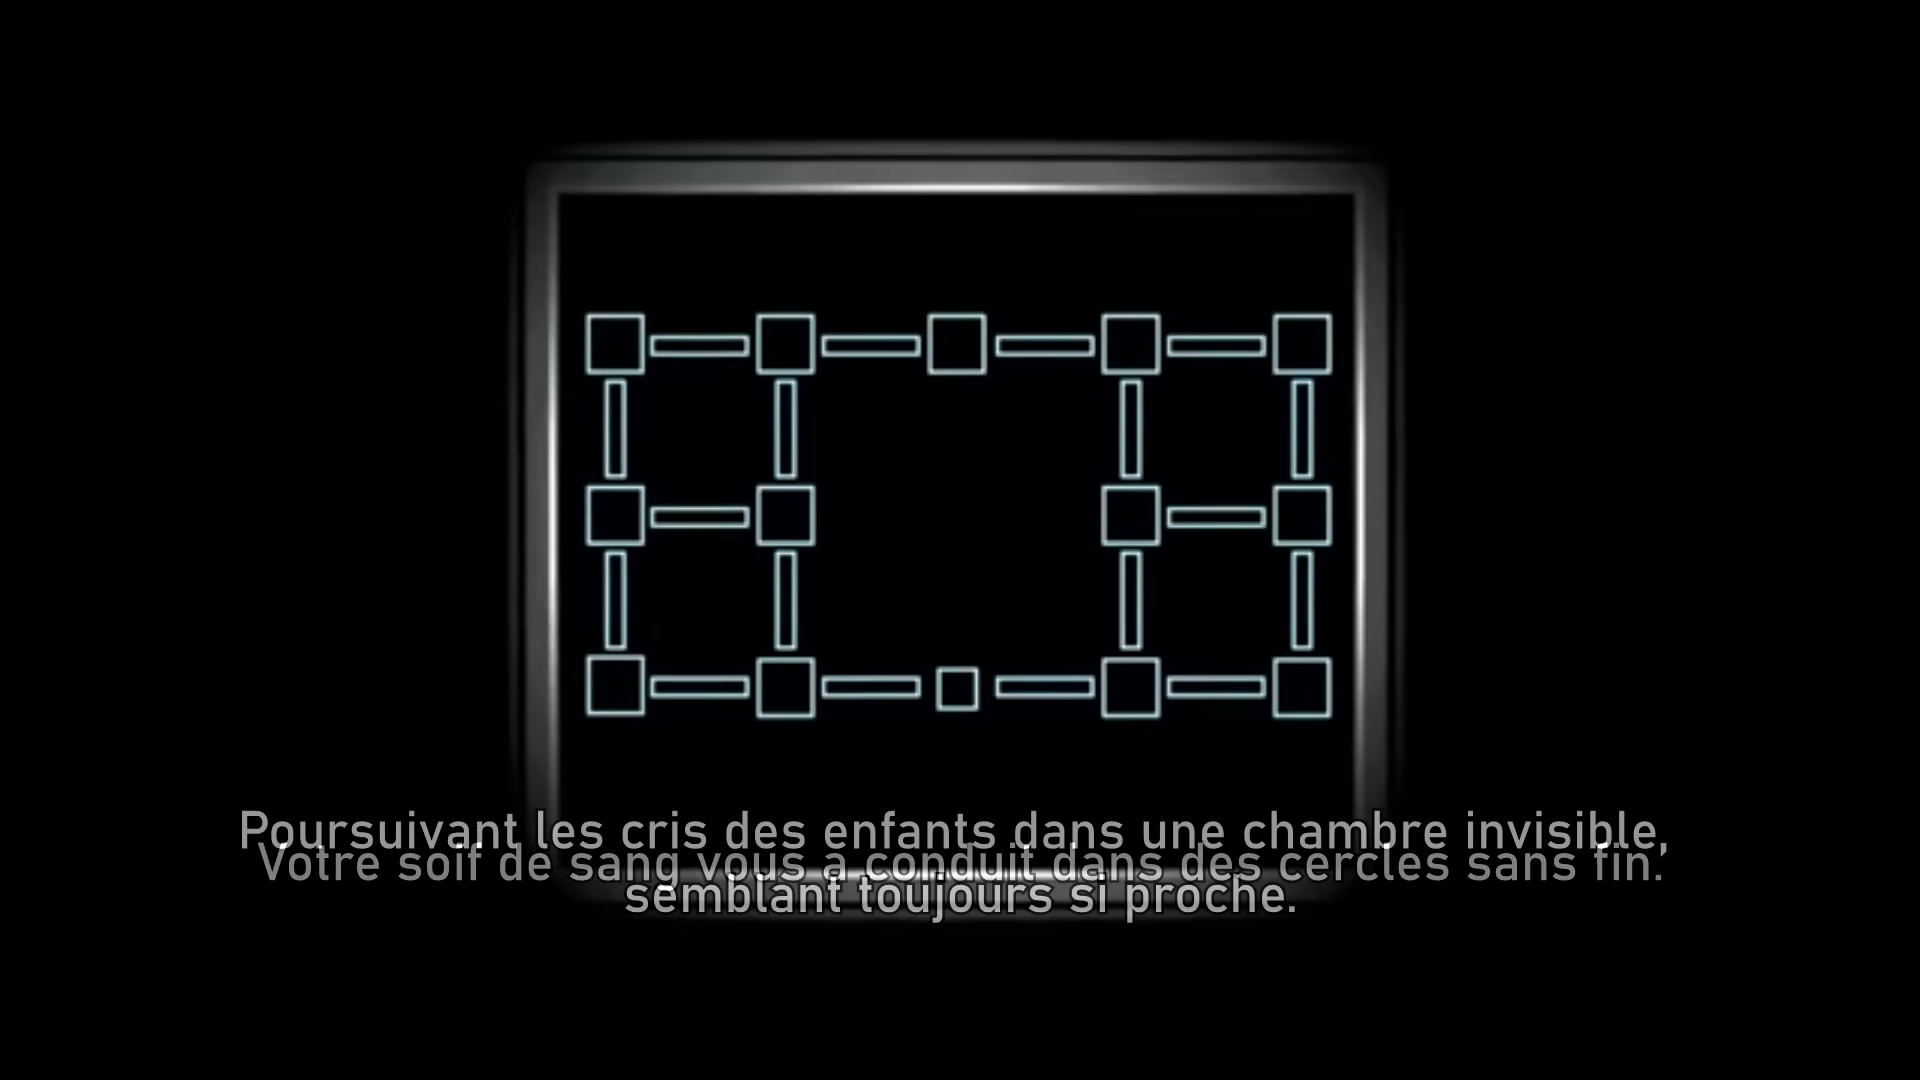 Poursuivant les cris des enfants dans une chambre invisible,
Votre soif de sang vous a conduit dans des cercles sans fin.
semblant toujours si proche.